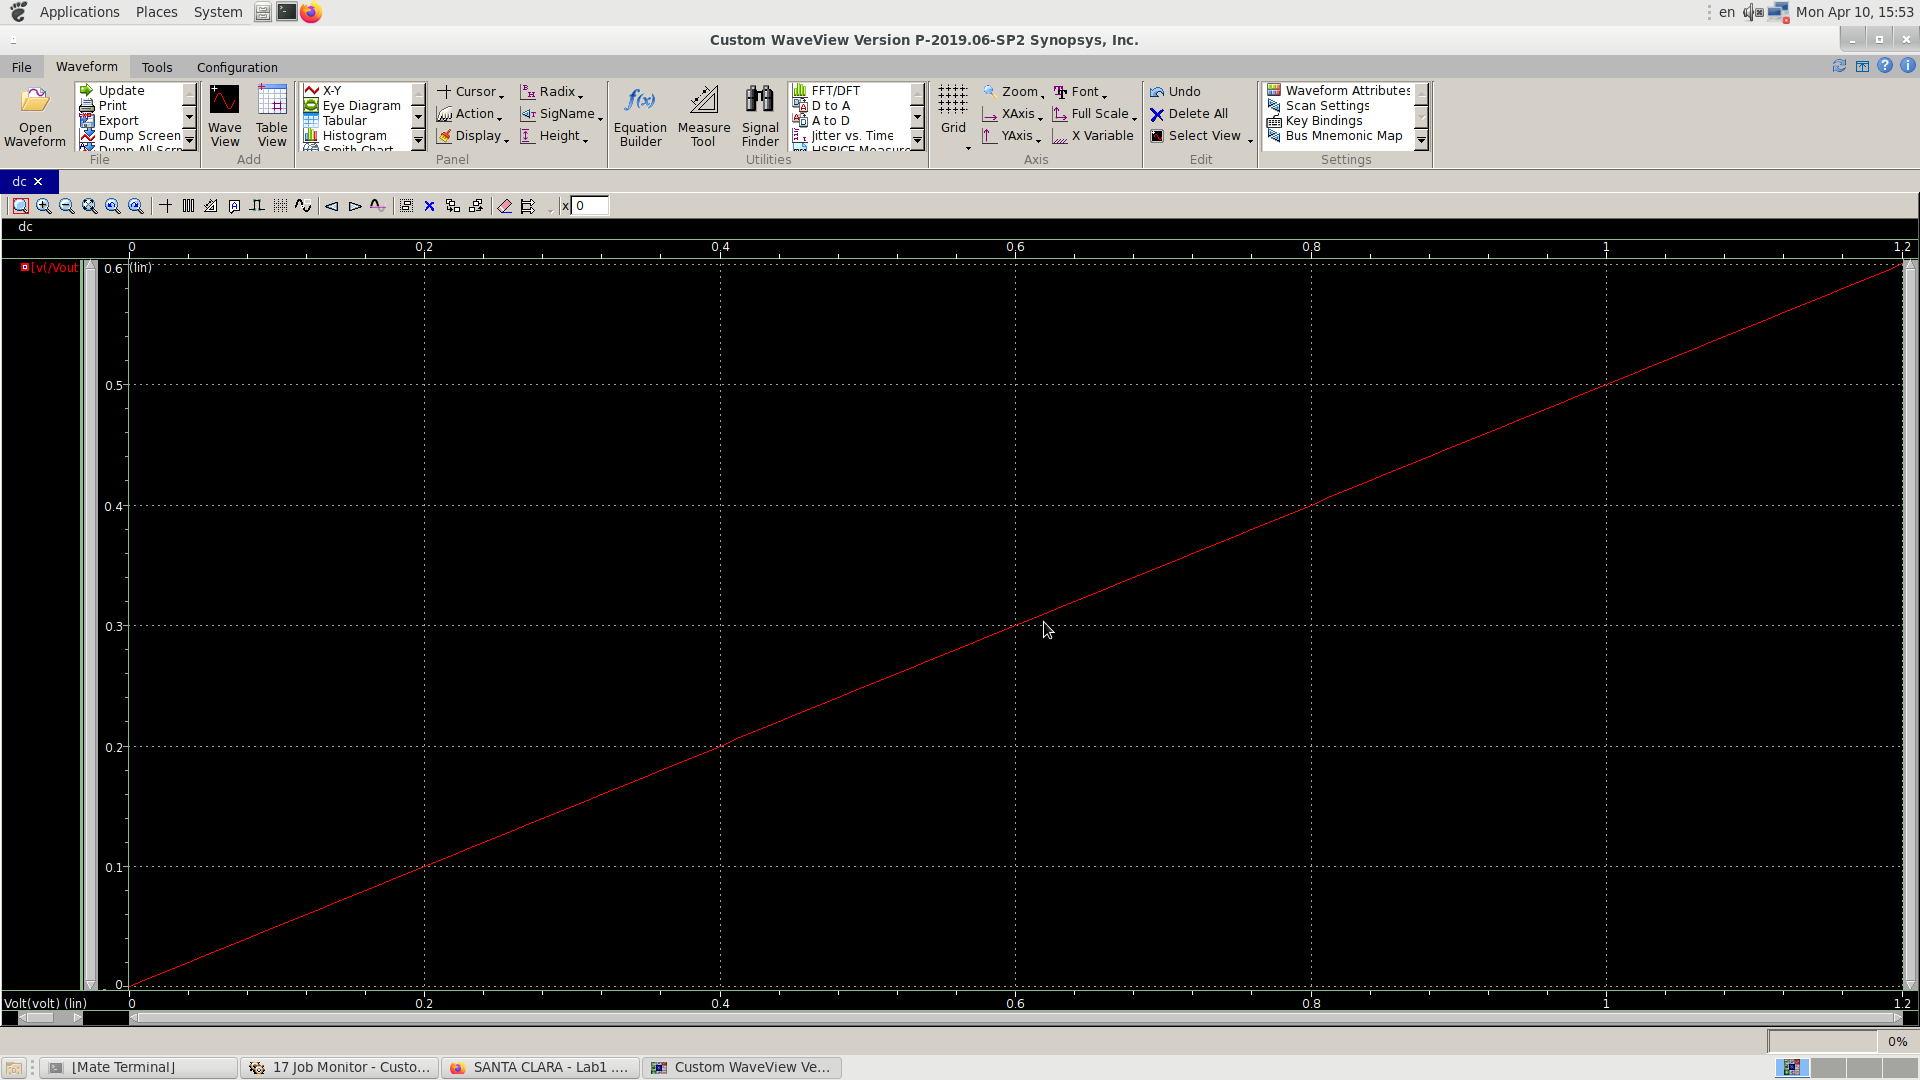 Applications Places System en Mon Apr 10, 15:53
Custom WaveView Version P-2019.06-SP2 Synopsys, Inc.
File Waveform Tools Configuration
Open Waveform
Update
Print
Export
Dump Screen
Dump All Scrn
File
Wave View
Table View
Add
X-Y
Eye Diagram
Tabular
Histogram
Smith Chart
Cursor
Action
Display
Radix
SigName
Height
Panel
Equation Builder
Measure Tool
Signal Finder
FFT/DFT
D to A
A to D
Jitter vs. Time
HSPICE Measure
Utilities
Grid
Zoom
XAxis
YAxis
Font
Full Scale
X Variable
Axis
Undo
Delete All
Select View
Edit
Waveform Attributes
Scan Settings
Key Bindings
Bus Mnemonic Map
Settings
dc
x 0
dc
0 0.2 0.4 0.6 0.8 1 1.2
[v(/Vout
0.6 (lin)
0.5
0.4
0.3
0.2
0.1
0
Volt(volt) (lin) 0 0.2 0.4 0.6 0.8 1 1.2
0%
[Mate Terminal] 17 Job Monitor - Custo... SANTA CLARA - Lab1 .... Custom WaveView Ve...